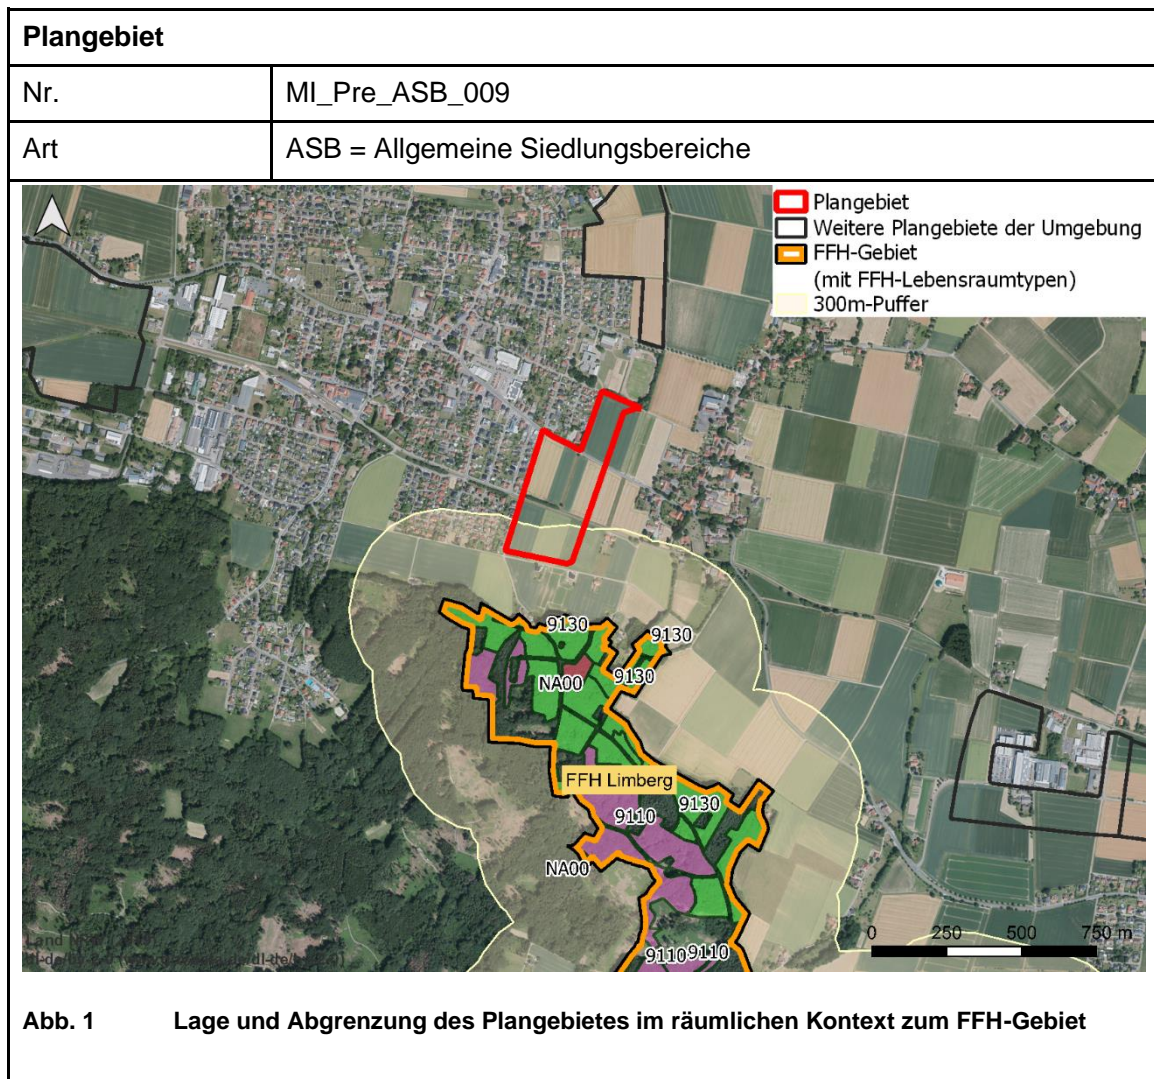 Plangebiet
Nr. MI_Pre_ASB_009
Art ASB = Allgemeine Siedlungsbereiche
Plangebiet
Weitere Plangebiete der Umgebung
FFH-Gebiet
(mit FFH-Lebensraumtypen)
300m-Puffer
9130
9130
9130
NA00
FFH Limberg
9130
9110
NA00
9110 9110
0 250 500 750 m
Abb. 1 Lage und Abgrenzung des Plangebietes im räumlichen Kontext zum FFH-Gebiet